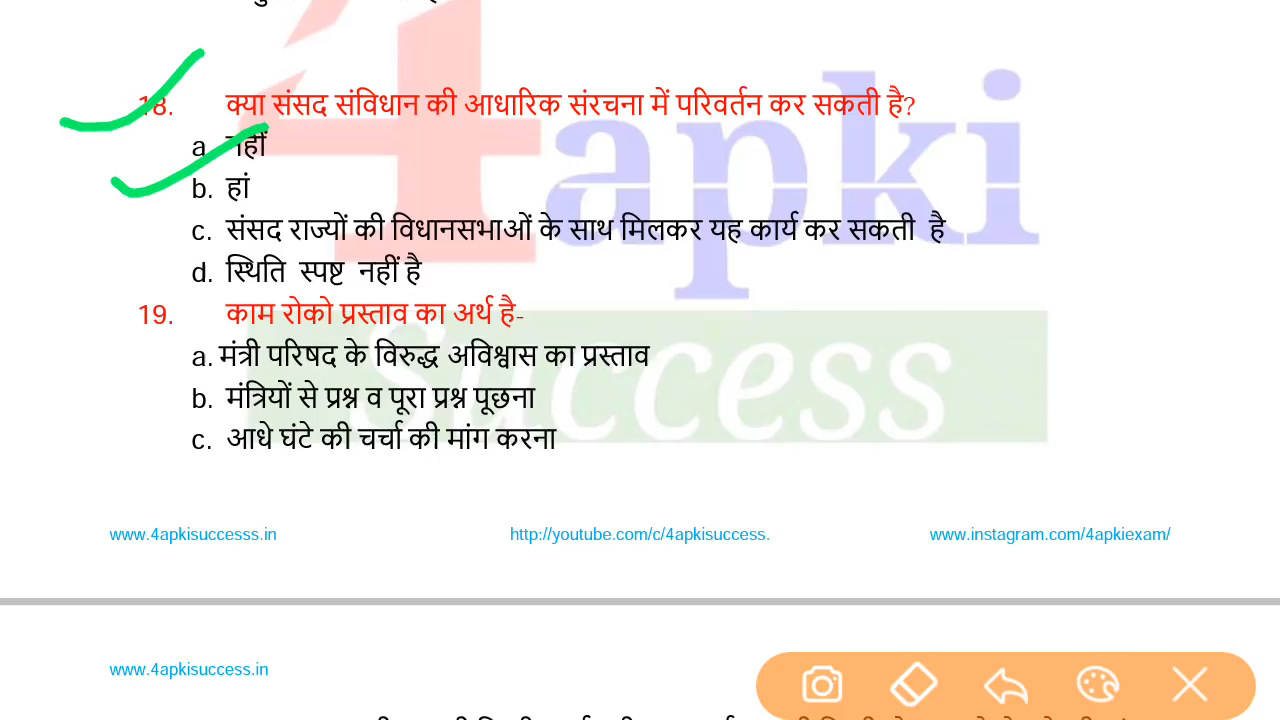 18. क्या संसद संविधान की आधारिक संरचना में परिवर्तन कर सकती है?
a. नहीं
b. हां
c. संसद राज्यों की विधानसभाओं के साथ मिलकर यह कार्य कर सकती है
d. स्थिति स्पष्ट नहीं है
19. काम रोको प्रस्ताव का अर्थ है-
a. मंत्री परिषद के विरुद्ध अविश्वास का प्रस्ताव
b. मंत्रियों से प्रश्न व पूरा प्रश्न पूछना
c. आधे घंटे की चर्चा की मांग करना
4apki
Success
www.4apkisuccesss.in http://youtube.com/c/4apkisuccess. www.instagram.com/4apkiexam/
www.4apkisuccess.in